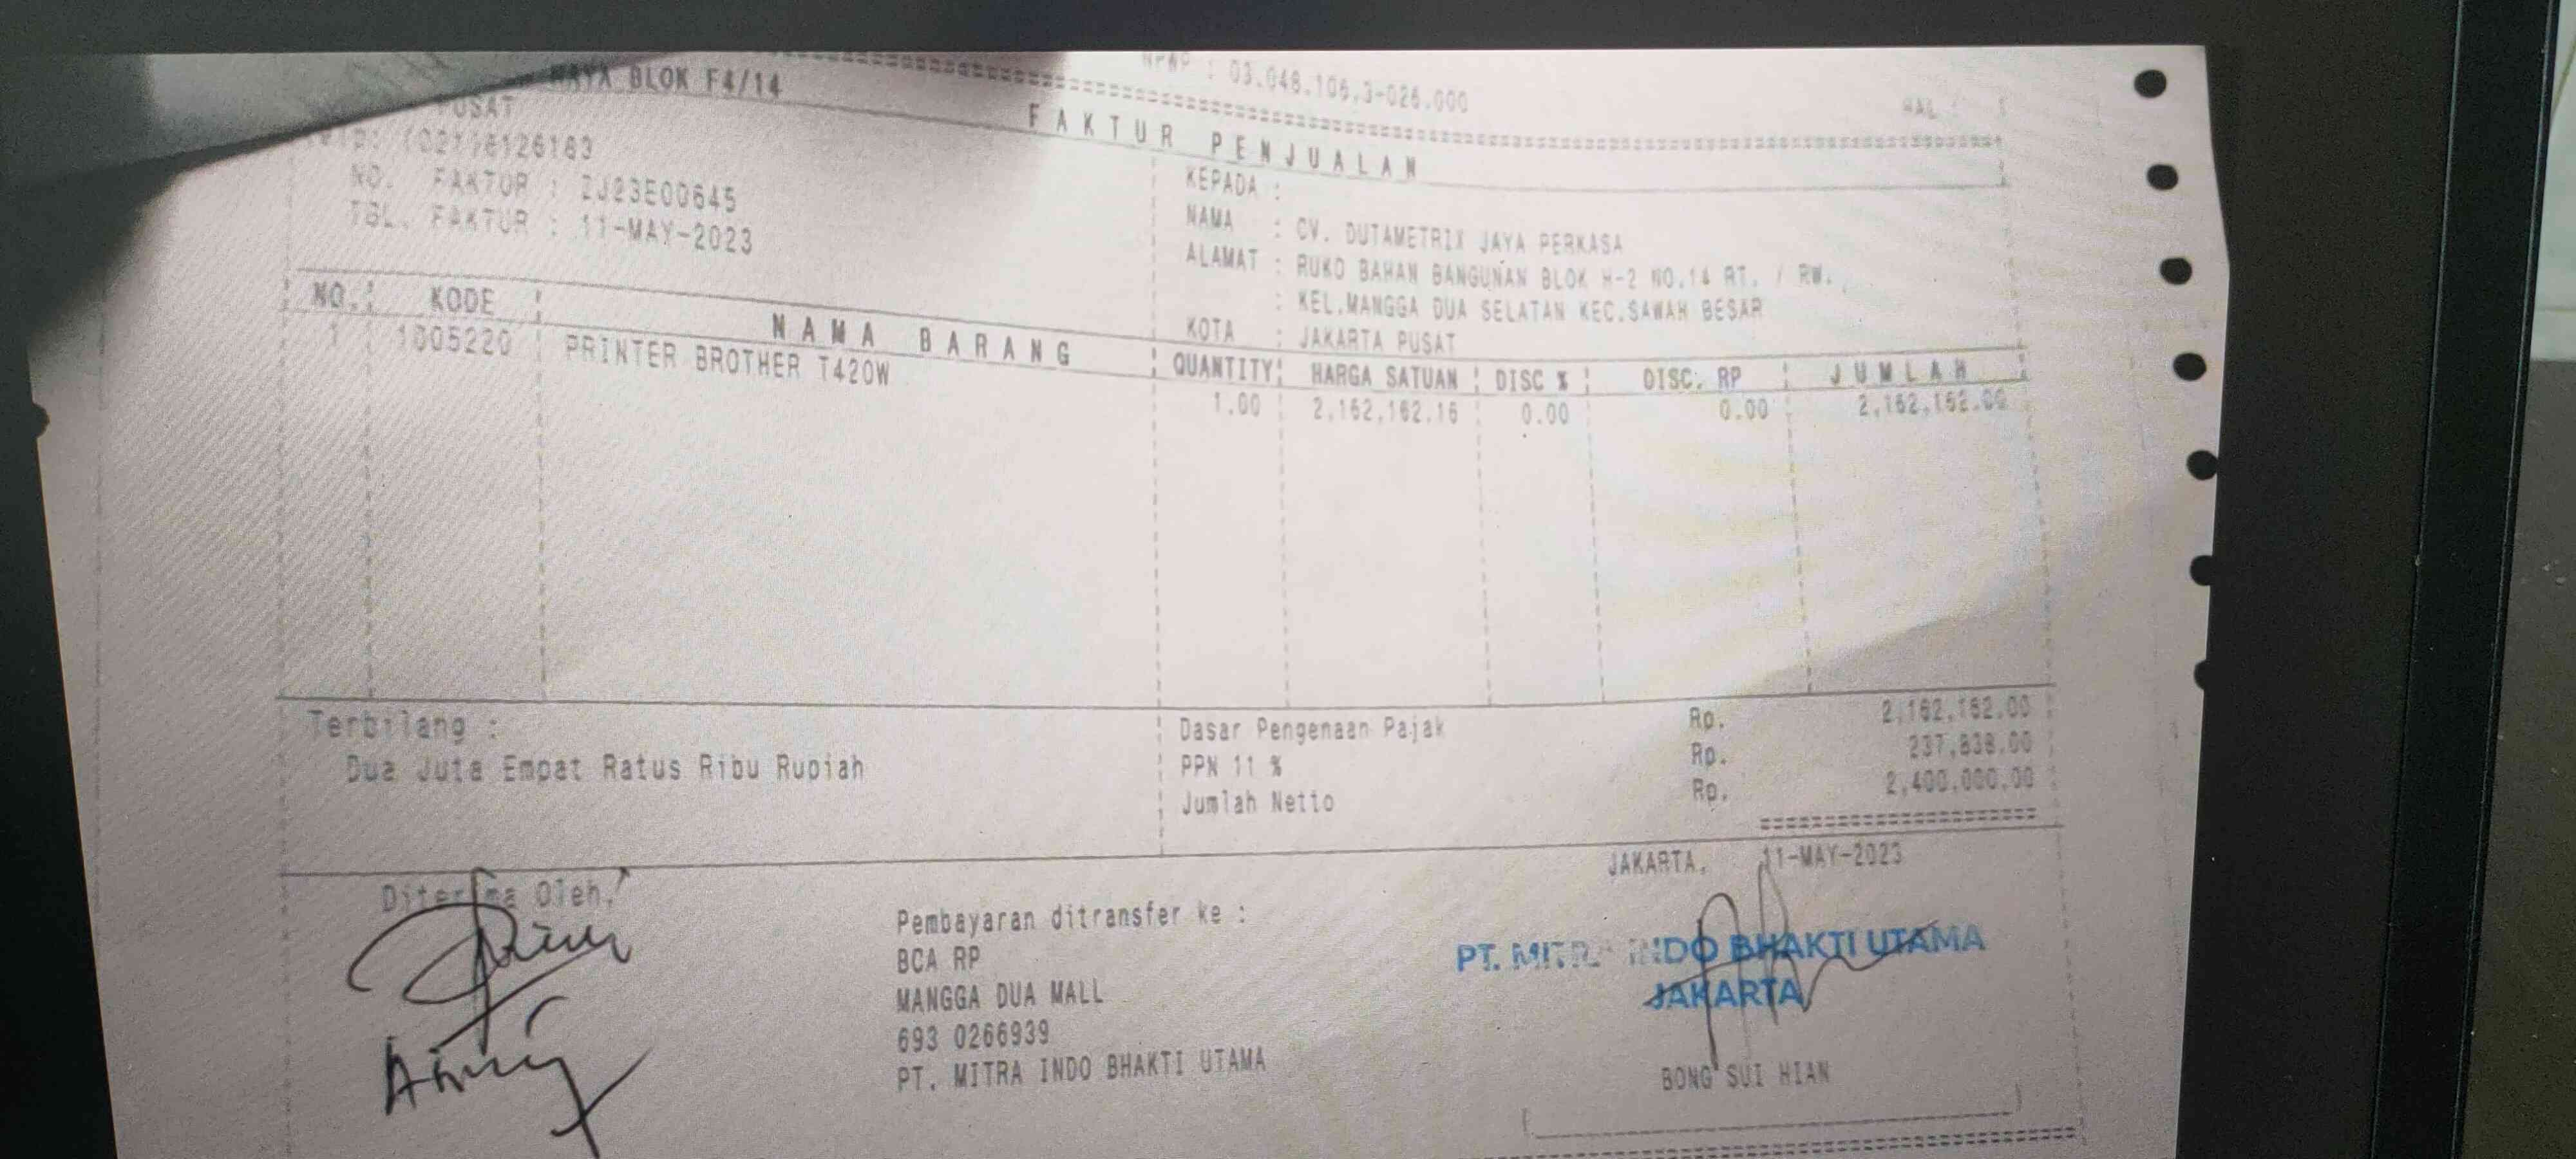 RAYA BLOK F4/14
PUSAT
NPWP : 03.048.106.3-026.000
HAL
FAKTUR PENJUALAN
NO. FAKTUR :
TGL. FAKTUR : 11-MAY-2023
KEPADA :
NAMA : CV. DUTAMETRIX JAYA PERKASA
ALAMAT : RUKO BAHAN BANGUNAN BLOK H-2 NO.14 RT. / RW.
: KEL.MANGGA DUA SELATAN KEC.SAWAH BESAR
KOTA : JAKARTA PUSAT
NO. KODE NAMA BARANG QUANTITY HARGA SATUAN DISC % DISC. RP JUMLAH
1 1005220 PRINTER BROTHER T420W 1.00 2,162,162.16 0.00 0.00 2,162,162.00
Terbilang :
Dua Juta Empat Ratus Ribu Rupiah
Dasar Pengenaan Pajak Rp. 2,162,162.00
PPN 11 % Rp. 237,838.00
Jumlah Netto Rp. 2,400,000.00
JAKARTA, 11-MAY-2023
Diterima Oleh,
Pembayaran ditransfer ke :
BCA RP
MANGGA DUA MALL
693 0266939
PT. MITRA INDO BHAKTI UTAMA
PT. MITRA INDO BHAKTI UTAMA
JAKARTA
BONG SUI HIAN